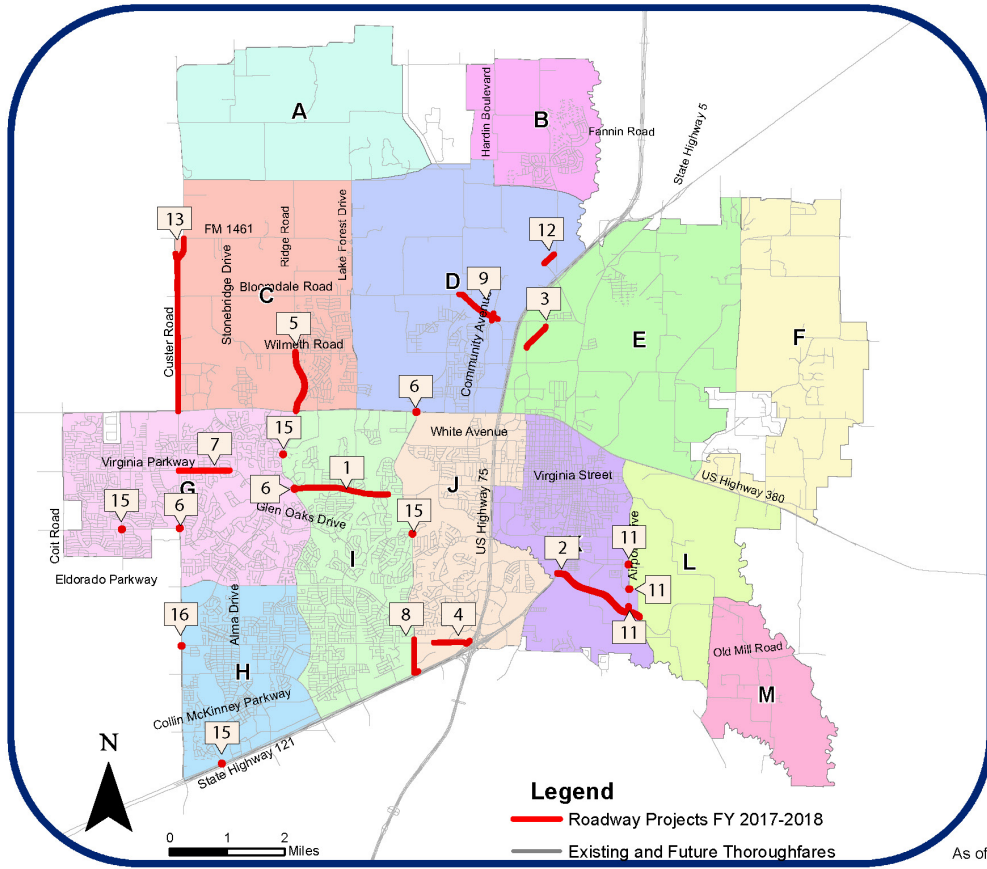 A
B
Hardin Boulevard
Fannin Road
State Highway 5
13
FM 1461
Ridge Road
Lake Forest Drive
Stonebridge Drive
12
D
9
Bloomdale Road
C
3
Custer Road
5
Wilmeth Road
Community Avenue
E
F
6
15
White Avenue
7
Virginia Parkway
G
1
6
J
Virginia Street
US Highway 380
15
6
Glen Oaks Drive
15
US Highway 75
Coit Road
I
2
K
11
Airport Drive
L
Eldorado Parkway
11
16
Alma Drive
8
4
11
Old Mill Road
H
M
Collin McKinney Parkway
15
State Highway 121
N
0 1 2
Miles
Legend
Roadway Projects FY 2017-2018
Existing and Future Thoroughfares
As of